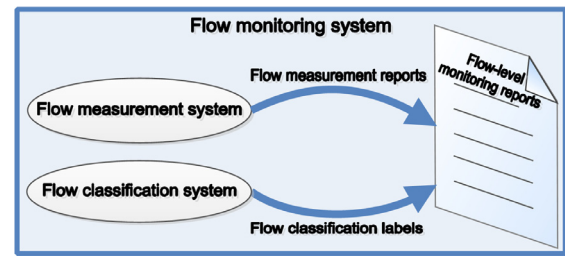 Flow monitoring system
Flow measurement reports
Flow-level
monitoring reports
Flow measurement system
Flow classification system
Flow classification labels